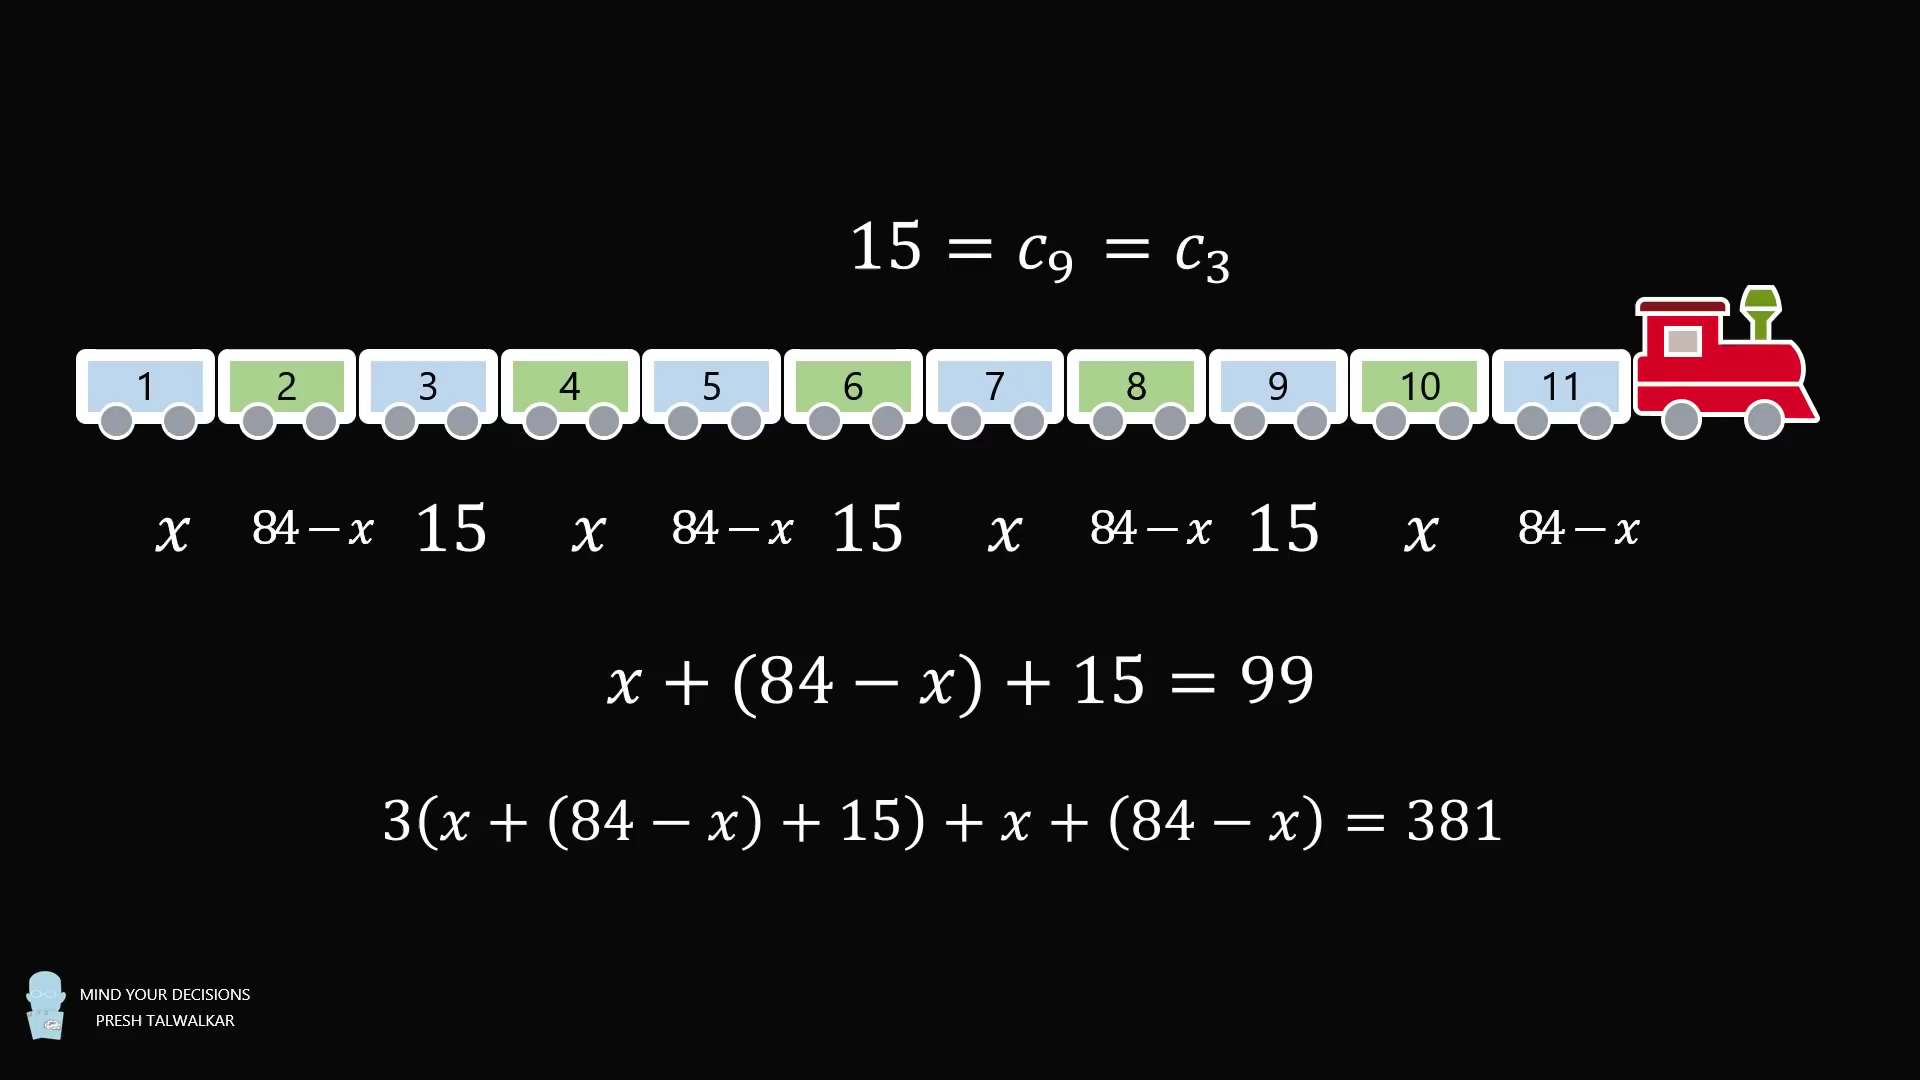 15 = c₉ = c₃
1 2 3 4 5 6 7 8 9 10 11
x 84 − x 15 x 84 − x 15 x 84 − x 15 x 84 − x
x + (84 − x) + 15 = 99
3(x + (84 − x) + 15) + x + (84 − x) = 381
MIND YOUR DECISIONS
PRESH TALWALKAR